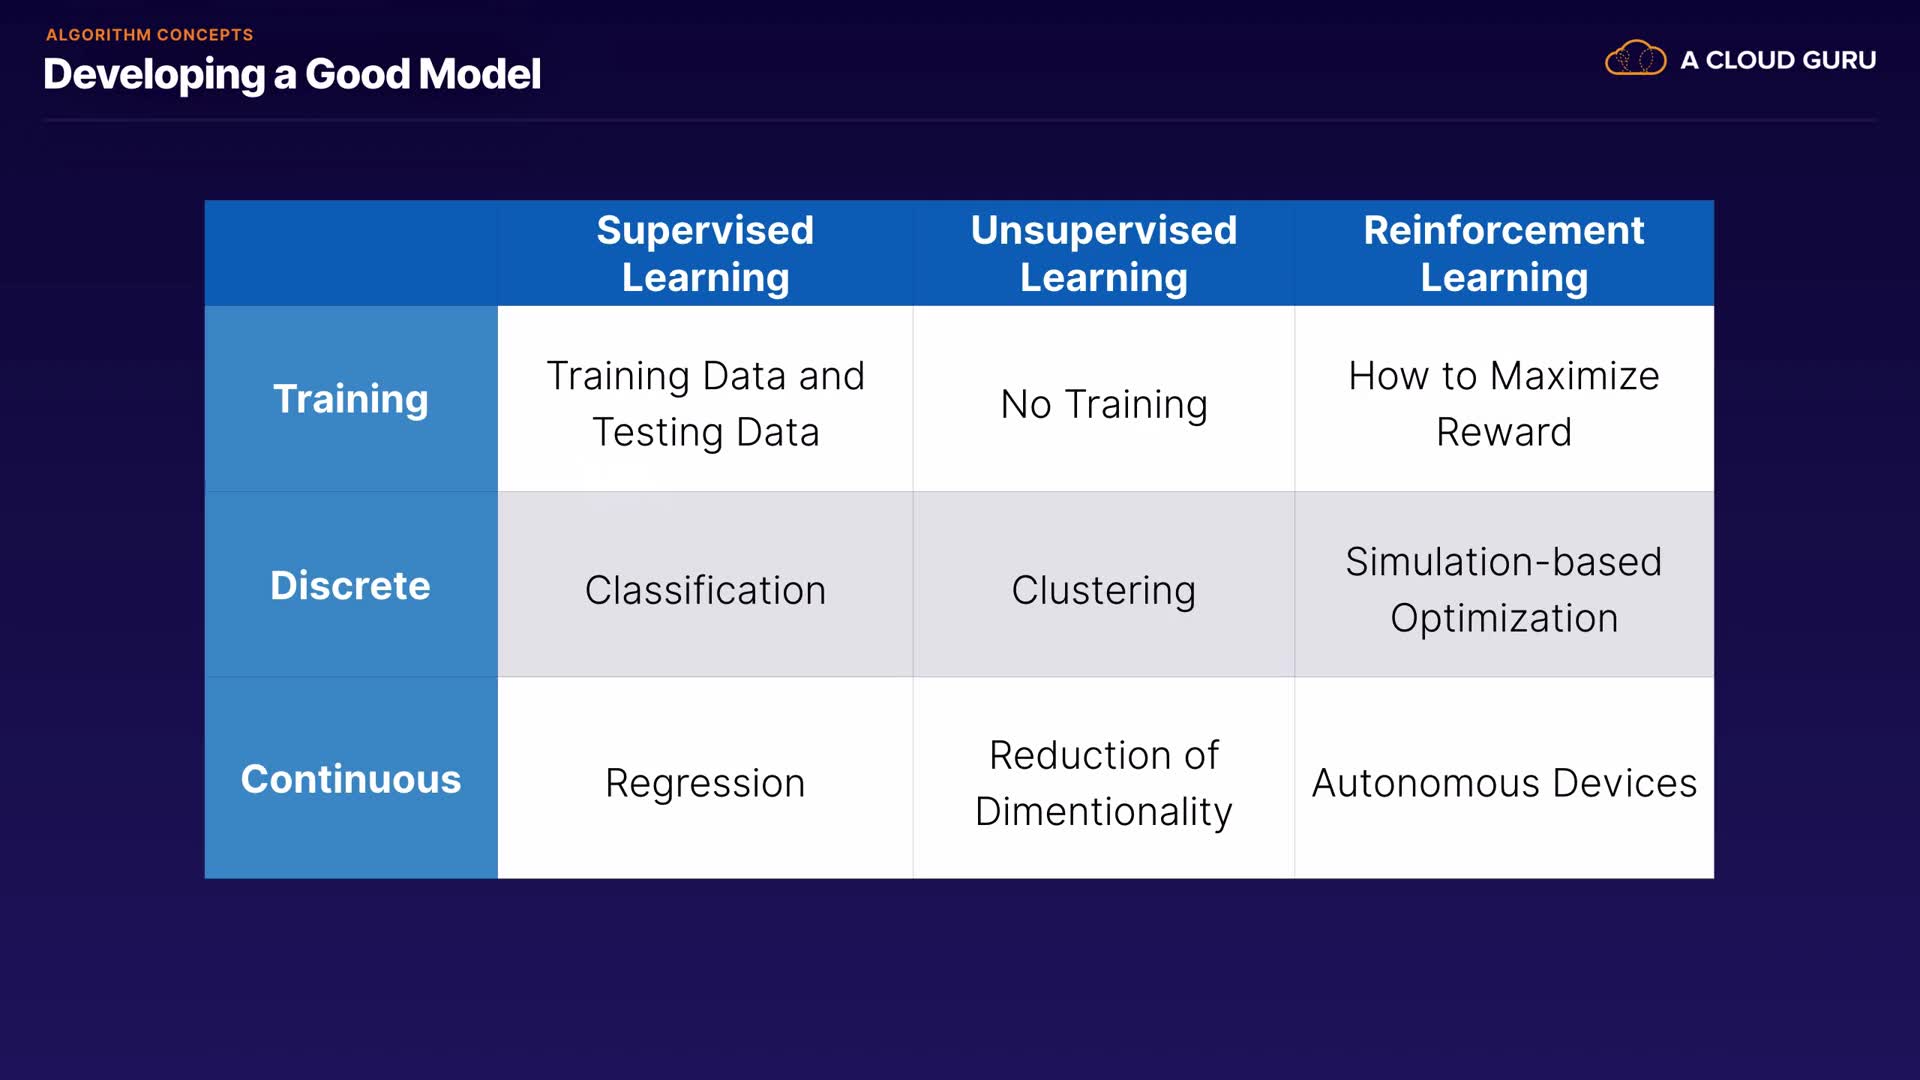 ALGORITHM CONCEPTS
Developing a Good Model
A CLOUD GURU
Supervised
Learning
Unsupervised
Learning
Reinforcement
Learning
Training
Training Data and
Testing Data
No Training
How to Maximize
Reward
Discrete
Classification
Clustering
Simulation-based
Optimization
Continuous
Regression
Reduction of
Dimentionality
Autonomous Devices